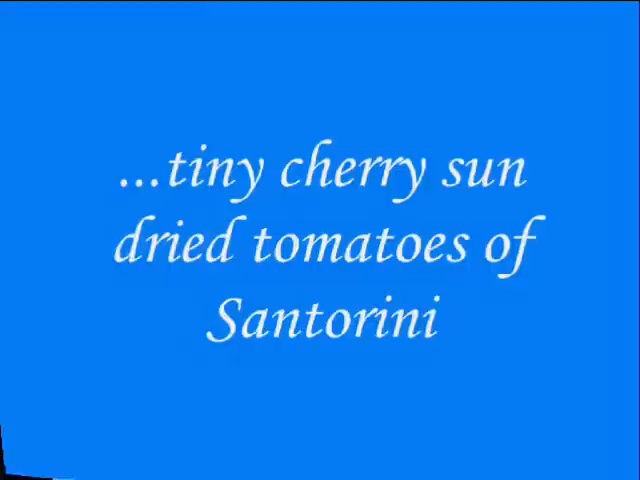 ...tiny cherry sun
dried tomatoes of
Santorini